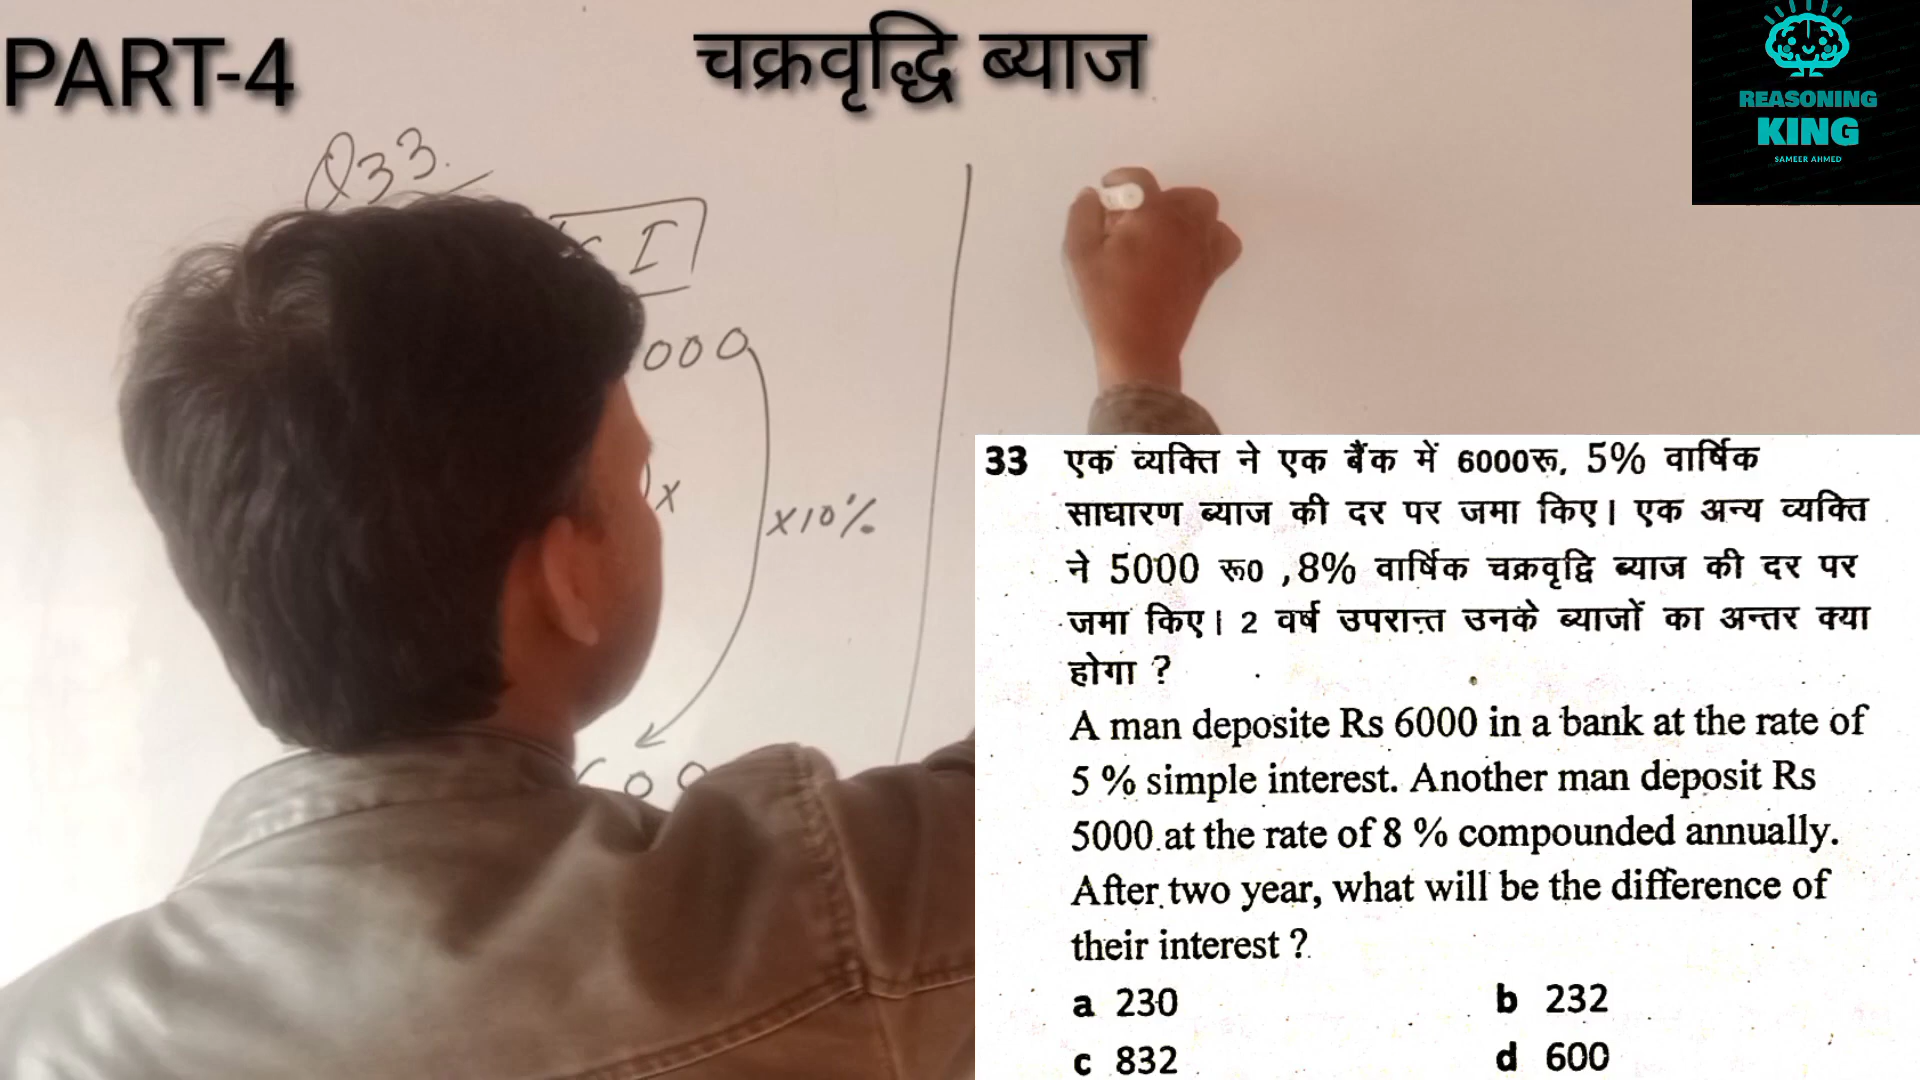 PART-4
चक्रवृद्धि ब्याज
REASONING
KING
SAMEER AHMED
Q33.
I
000
x
x10%
00
33 एक व्यक्ति ने एक बैंक में 6000रू, 5% वार्षिक
साधारण ब्याज की दर पर जमा किए। एक अन्य व्यक्ति
ने 5000 रू0 ,8% वार्षिक चक्रवृद्वि ब्याज की दर पर
जमा किए। 2 वर्ष उपरान्त उनके ब्याजों का अन्तर क्या
होगा ?
A man deposite Rs 6000 in a bank at the rate of
5 % simple interest. Another man deposit Rs
5000 at the rate of 8 % compounded annually.
After two year, what will be the difference of
their interest ?
a 230 b 232
c 832 d 600